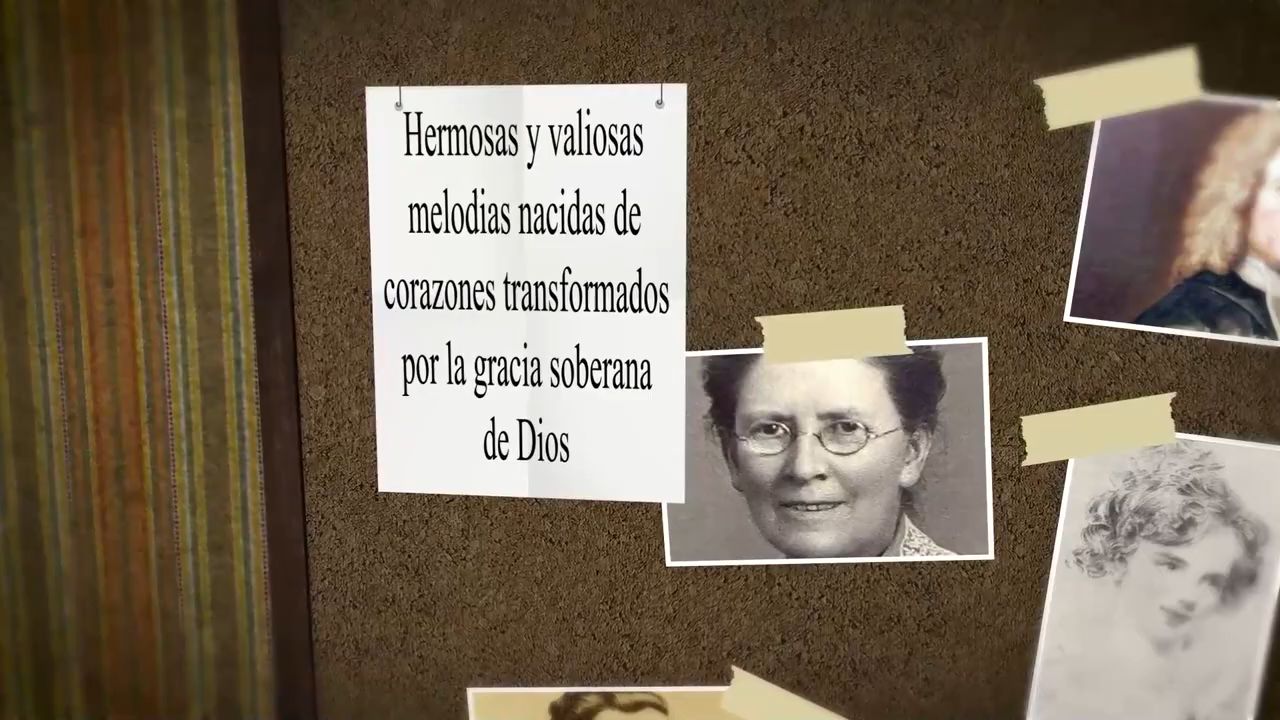 Hermosas y valiosas
melodias nacidas de
corazones transformados
por la gracia soberana
de Dios